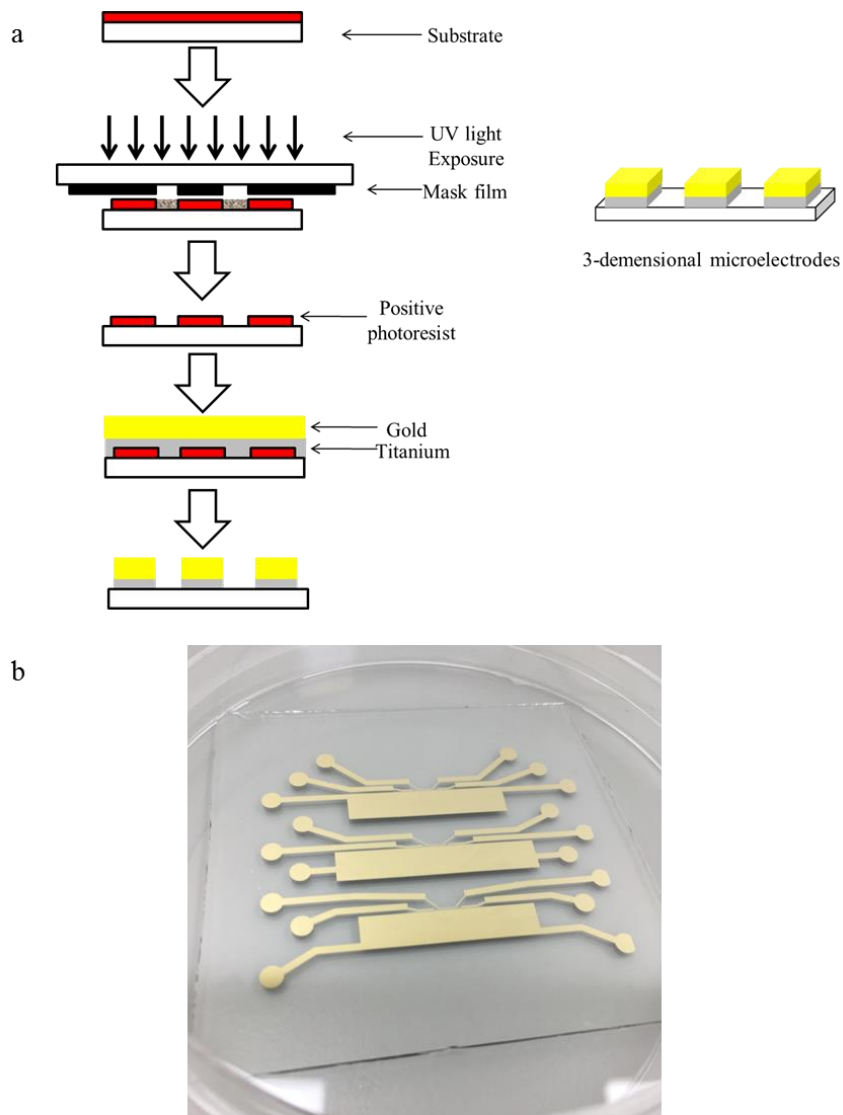 a
Substrate
UV light
Exposure
Mask film
3-demensional microelectrodes
Positive
photoresist
Gold
Titanium
b